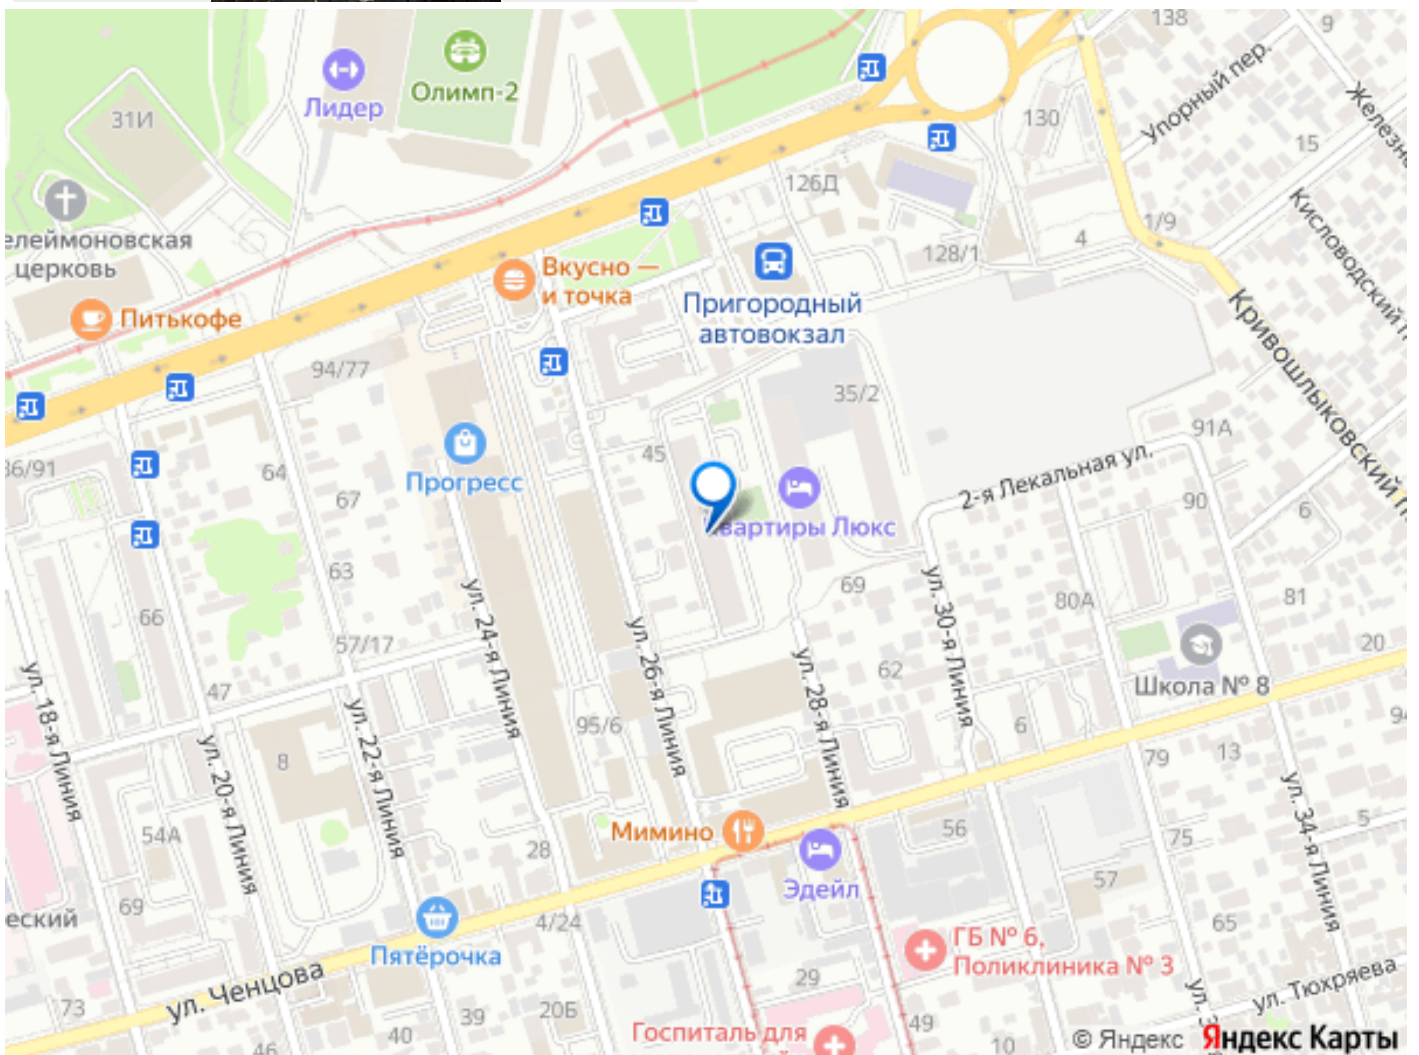 138
9
Упорный пер.
Железн
Лидер
Олимп-2
31И
130
15
126Д
1/9
4
128/1
Кисловодский п
елеймоновская
церковь
Вкусно —
и точка
Питькофе
Пригородный
автовокзал
Кривошлыковский п
94/77
35/2
91А
36/91
64
Прогресс
45
67
2-я Лекальная ул.
90
6
вартиры Люкс
63
69
80А
81
66
57/17
ул. 24-я Линия
ул. 26-я Линия
ул. 30-я Линия
62
20
Школа № 8
47
ул. 18-я Линия
ул. 20-я Линия
ул. 22-я Линия
ул. 28-я Линия
8
95/6
6
94
79
13
ул. 34-я Линия
54А
28
Мимино
56
75
5
Эдейл
57
69
еский
4/24
65
Пятёрочка
ГБ № 6,
Поликлиника № 3
ул. Ченцова
29
ул. Тюхряева
73
40
39
20Б
49
ул. 3
46
Госпиталь для
10
© Яндекс Яндекс Карты